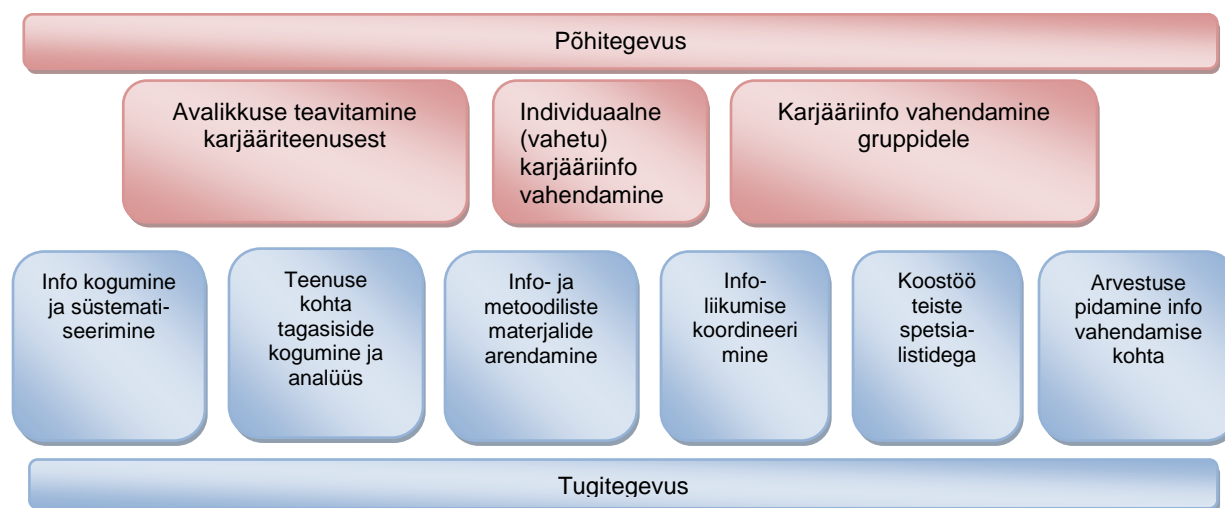 Põhitegevus
Avalikkuse teavitamine
karjääriteenusest
Individuaalne
(vahetu)
karjääriinfo
vahendamine
Karjääriinfo vahendamine
gruppidele
Info kogumine
ja süstemati-
seerimine
Teenuse
kohta
tagasiside
kogumine ja
analüüs
Info- ja
metoodiliste
materjalide
arendamine
Info-
liikumise
koordineeri
mine
Koostöö
teiste
spetsia-
listidega
Arvestuse
pidamine info
vahendamise
kohta
Tugitegevus